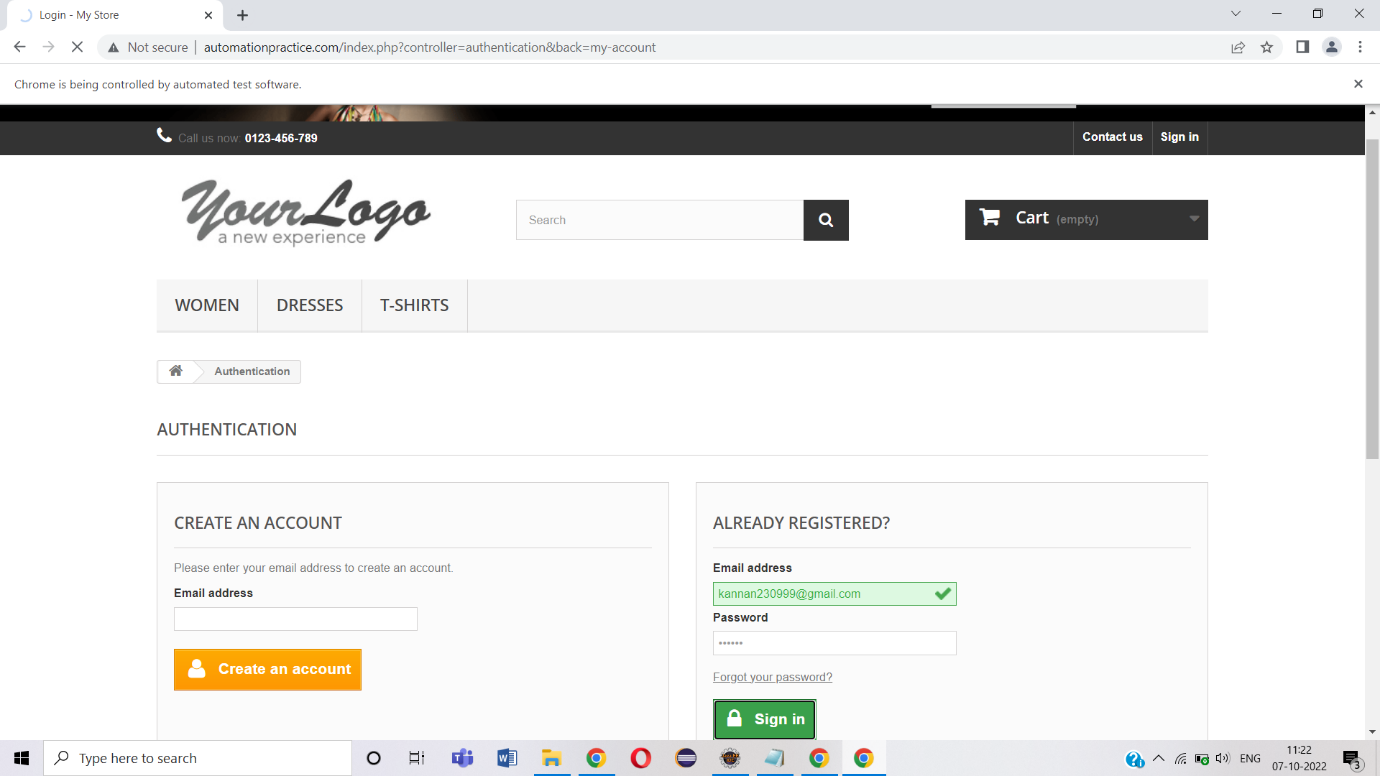 Login - My Store
Not secure | automationpractice.com/index.php?controller=authentication&back=my-account
Chrome is being controlled by automated test software.
Call us now: 0123-456-789
Contact us
Sign in
YourLogo
a new experience
Search
Cart (empty)
WOMEN
DRESSES
T-SHIRTS
Authentication
AUTHENTICATION
CREATE AN ACCOUNT
Please enter your email address to create an account.
Email address
Create an account
ALREADY REGISTERED?
Email address
kannan230999@gmail.com
Password
••••••
Forgot your password?
Sign in
Type here to search
ENG
11:22
07-10-2022
3